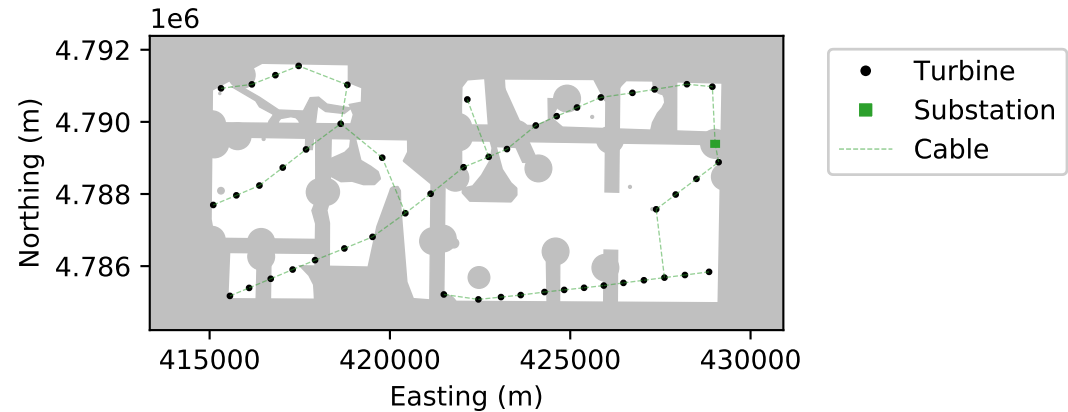 1e6
4.792
4.790
4.788
4.786
Northing (m)
415000 420000 425000 430000
Easting (m)
Turbine
Substation
Cable